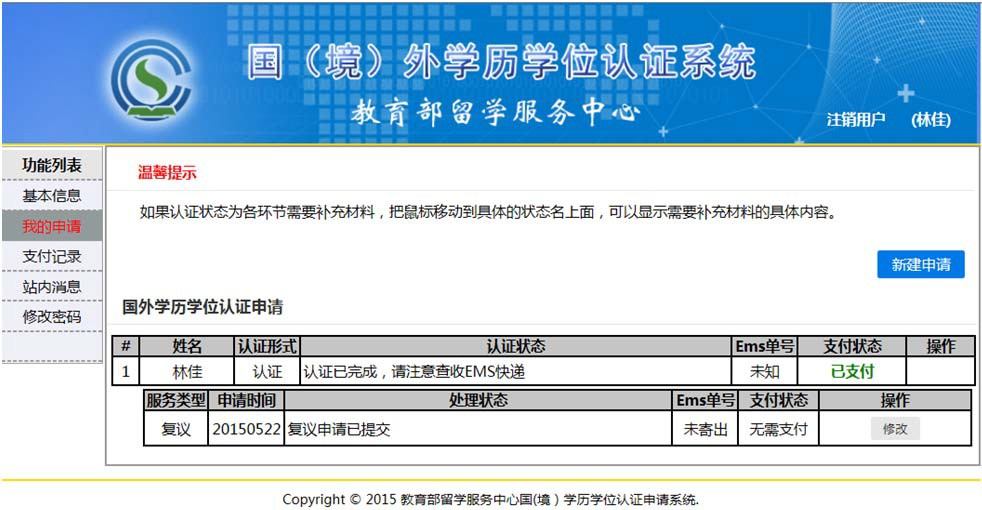 国（境）外学历学位认证系统
教育部留学服务中心
注销用户 (林佳)
功能列表
基本信息
我的申请
支付记录
站内消息
修改密码
温馨提示
如果认证状态为各环节需要补充材料，把鼠标移动到具体的状态名上面，可以显示需要补充材料的具体内容。
新建申请
国外学历学位认证申请
# 姓名 认证形式 认证状态 Ems单号 支付状态 操作
1 林佳 认证 认证已完成，请注意查收EMS快递 未知 已支付
服务类型 申请时间 处理状态 Ems单号 支付状态 操作
复议 20150522 复议申请已提交 未寄出 无需支付 修改
Copyright © 2015 教育部留学服务中心国(境）学历学位认证申请系统.